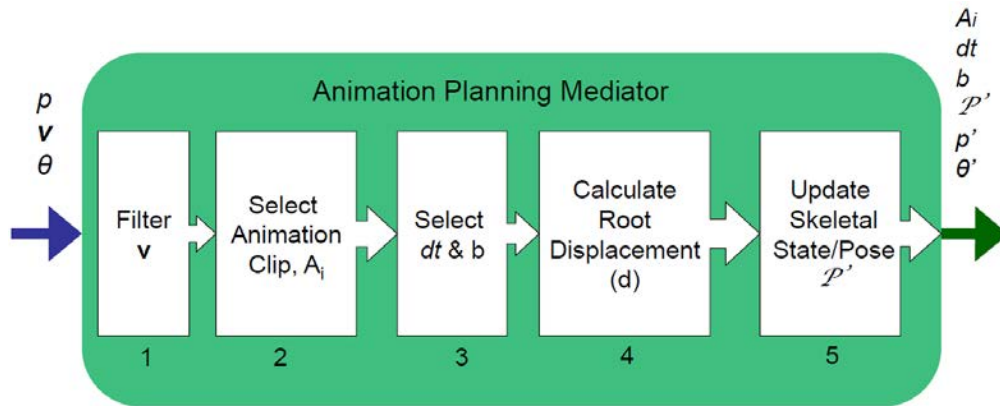 Animation Planning Mediator
p
v
θ
Filter
v
1
Select
Animation
Clip, Aᵢ
2
Select
dt & b
3
Calculate
Root
Displacement
(d)
4
Update
Skeletal
State/Pose
𝒫’
5
Ai
dt
b
𝒫’
p’
θ’